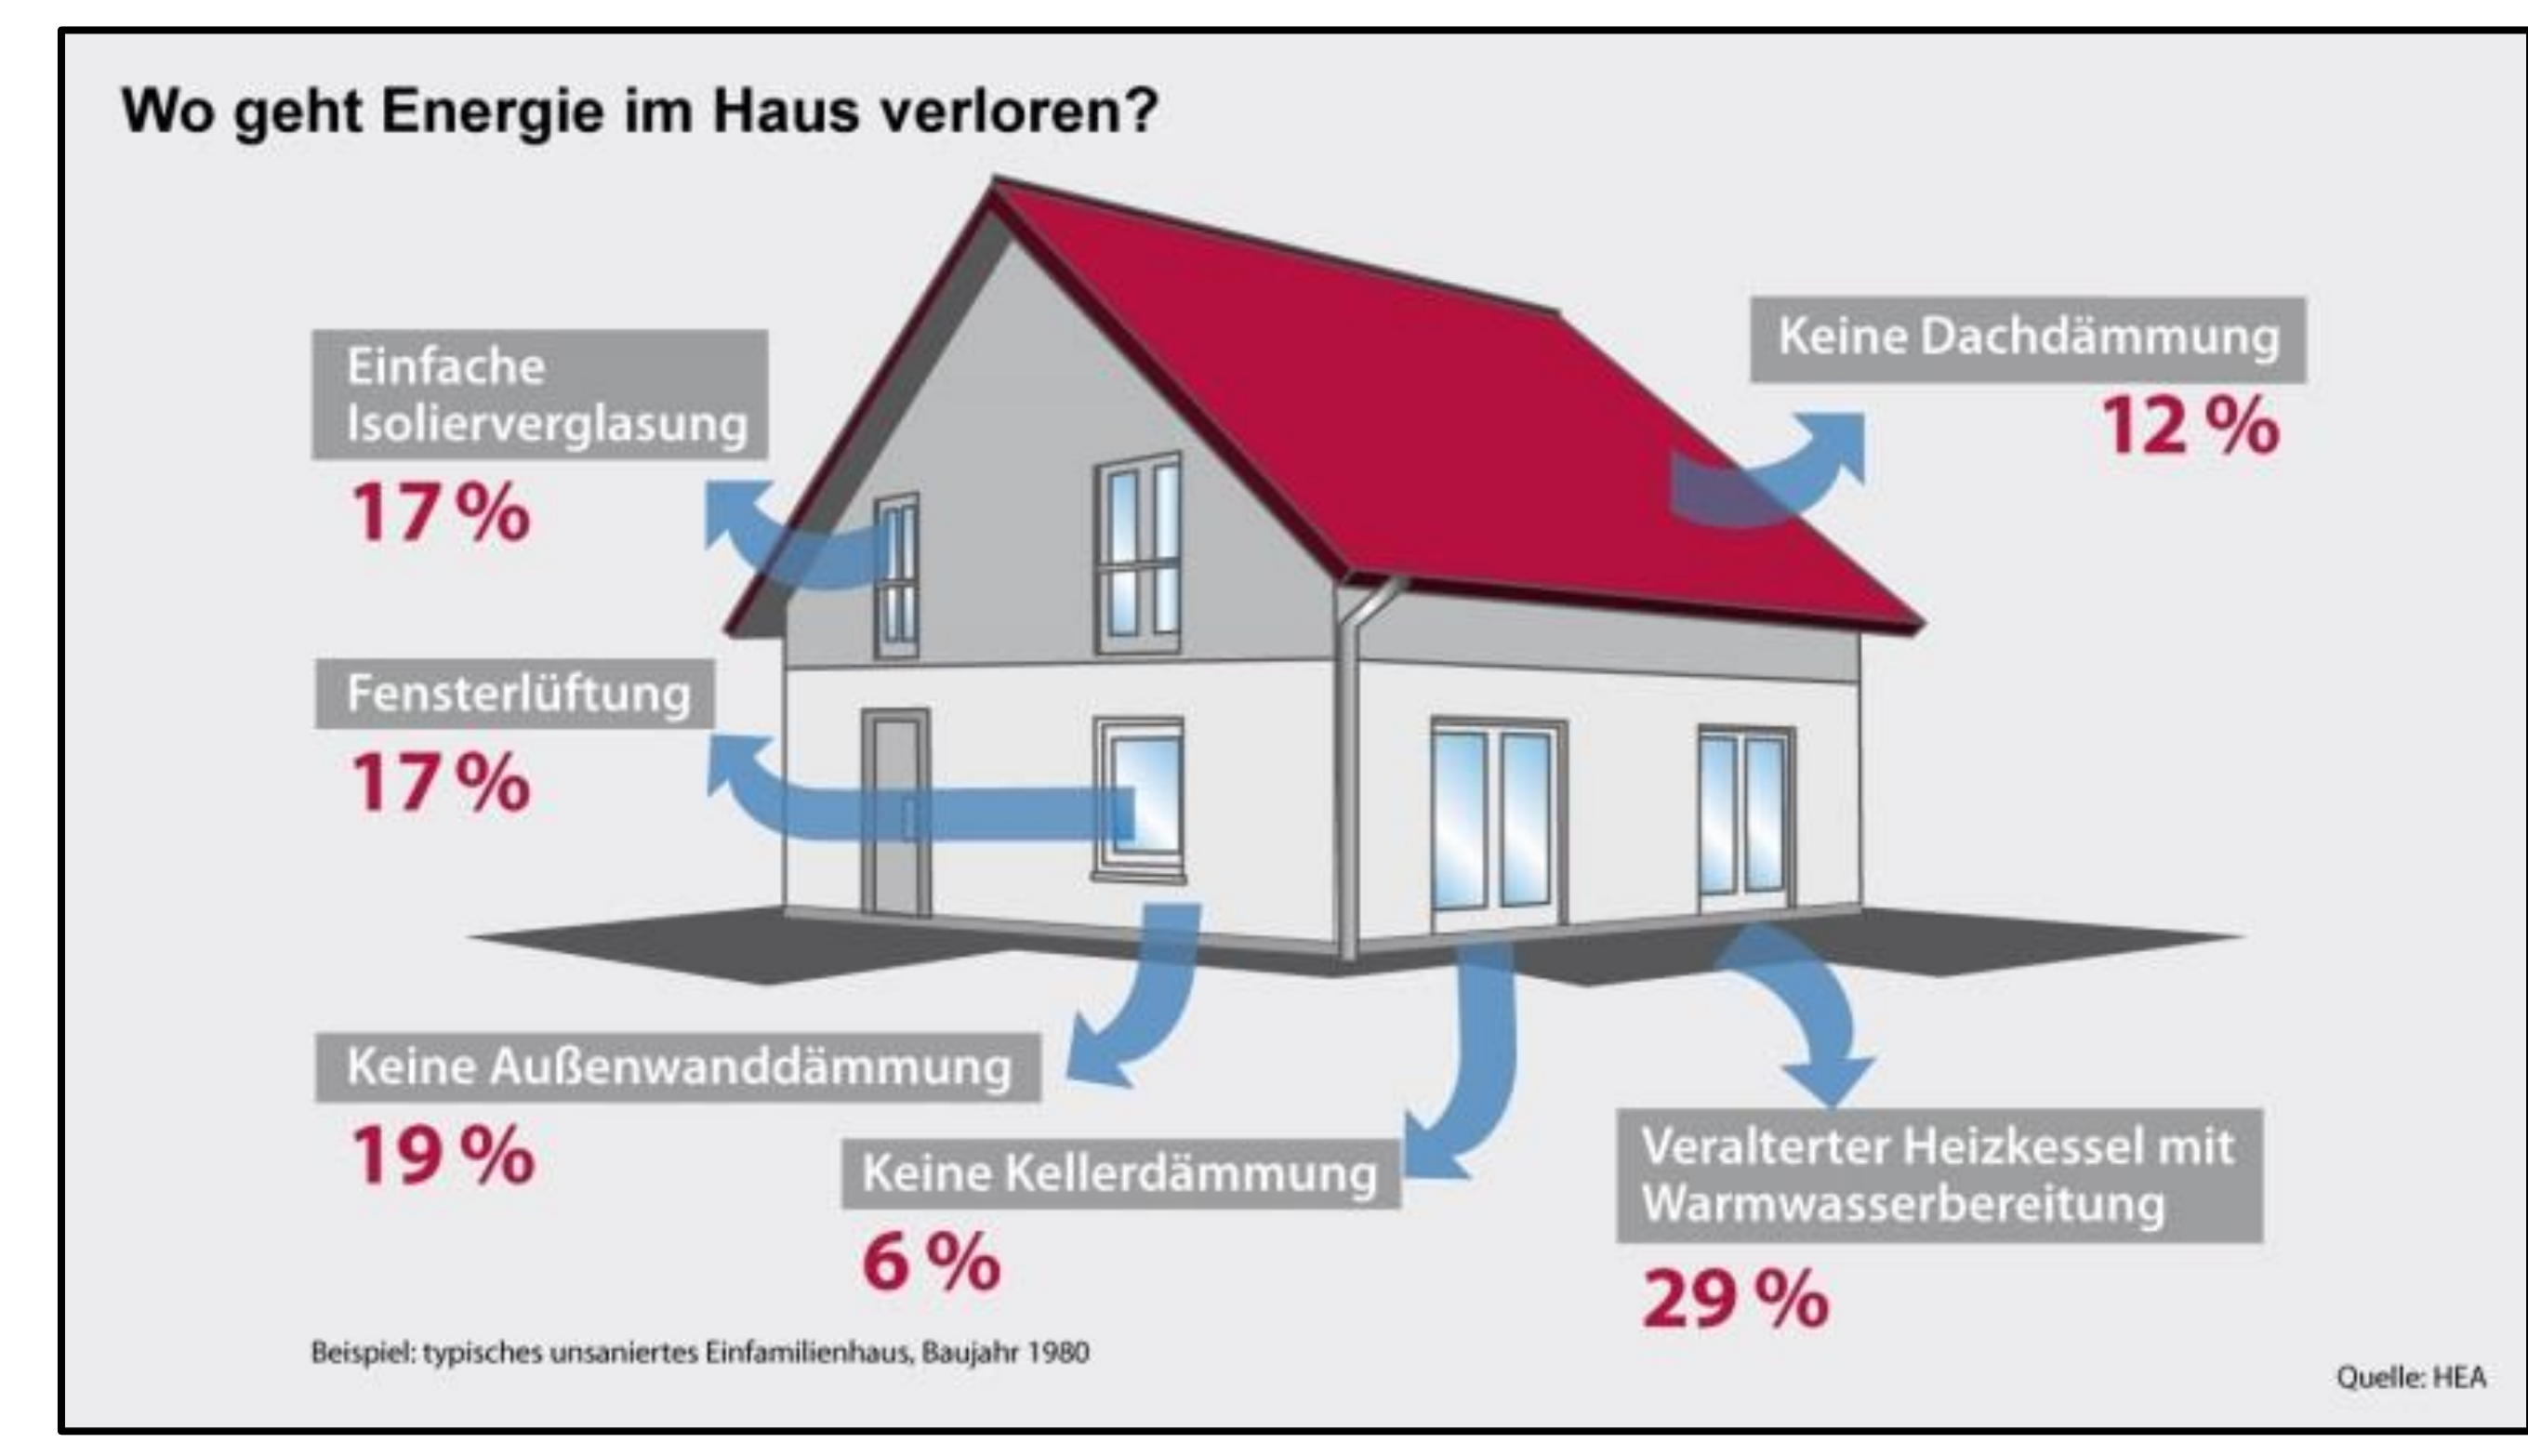 Wo geht Energie im Haus verloren?
Einfache
Isolierverglasung
17 %
Keine Dachdämmung
12 %
Fensterlüftung
17 %
Keine Außenwanddämmung
19 %
Keine Kellerdämmung
6 %
Veralterter Heizkessel mit
Warmwasserbereitung
29 %
Beispiel: typisches unsaniertes Einfamilienhaus, Baujahr 1980
Quelle: HEA